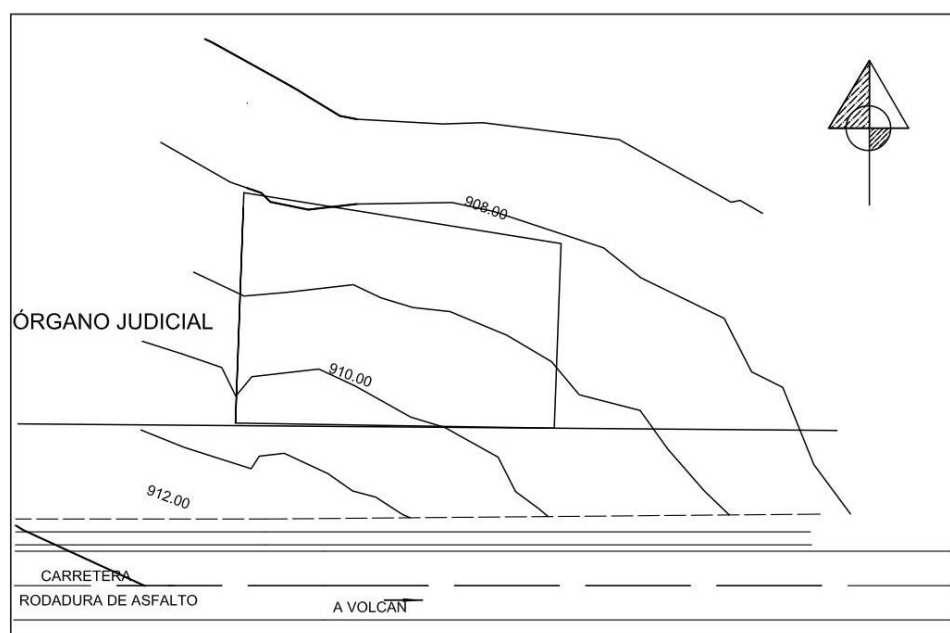 908.00
ÓRGANO JUDICIAL
910.00
912.00
CARRETERA
RODADURA DE ASFALTO
A VOLCAN